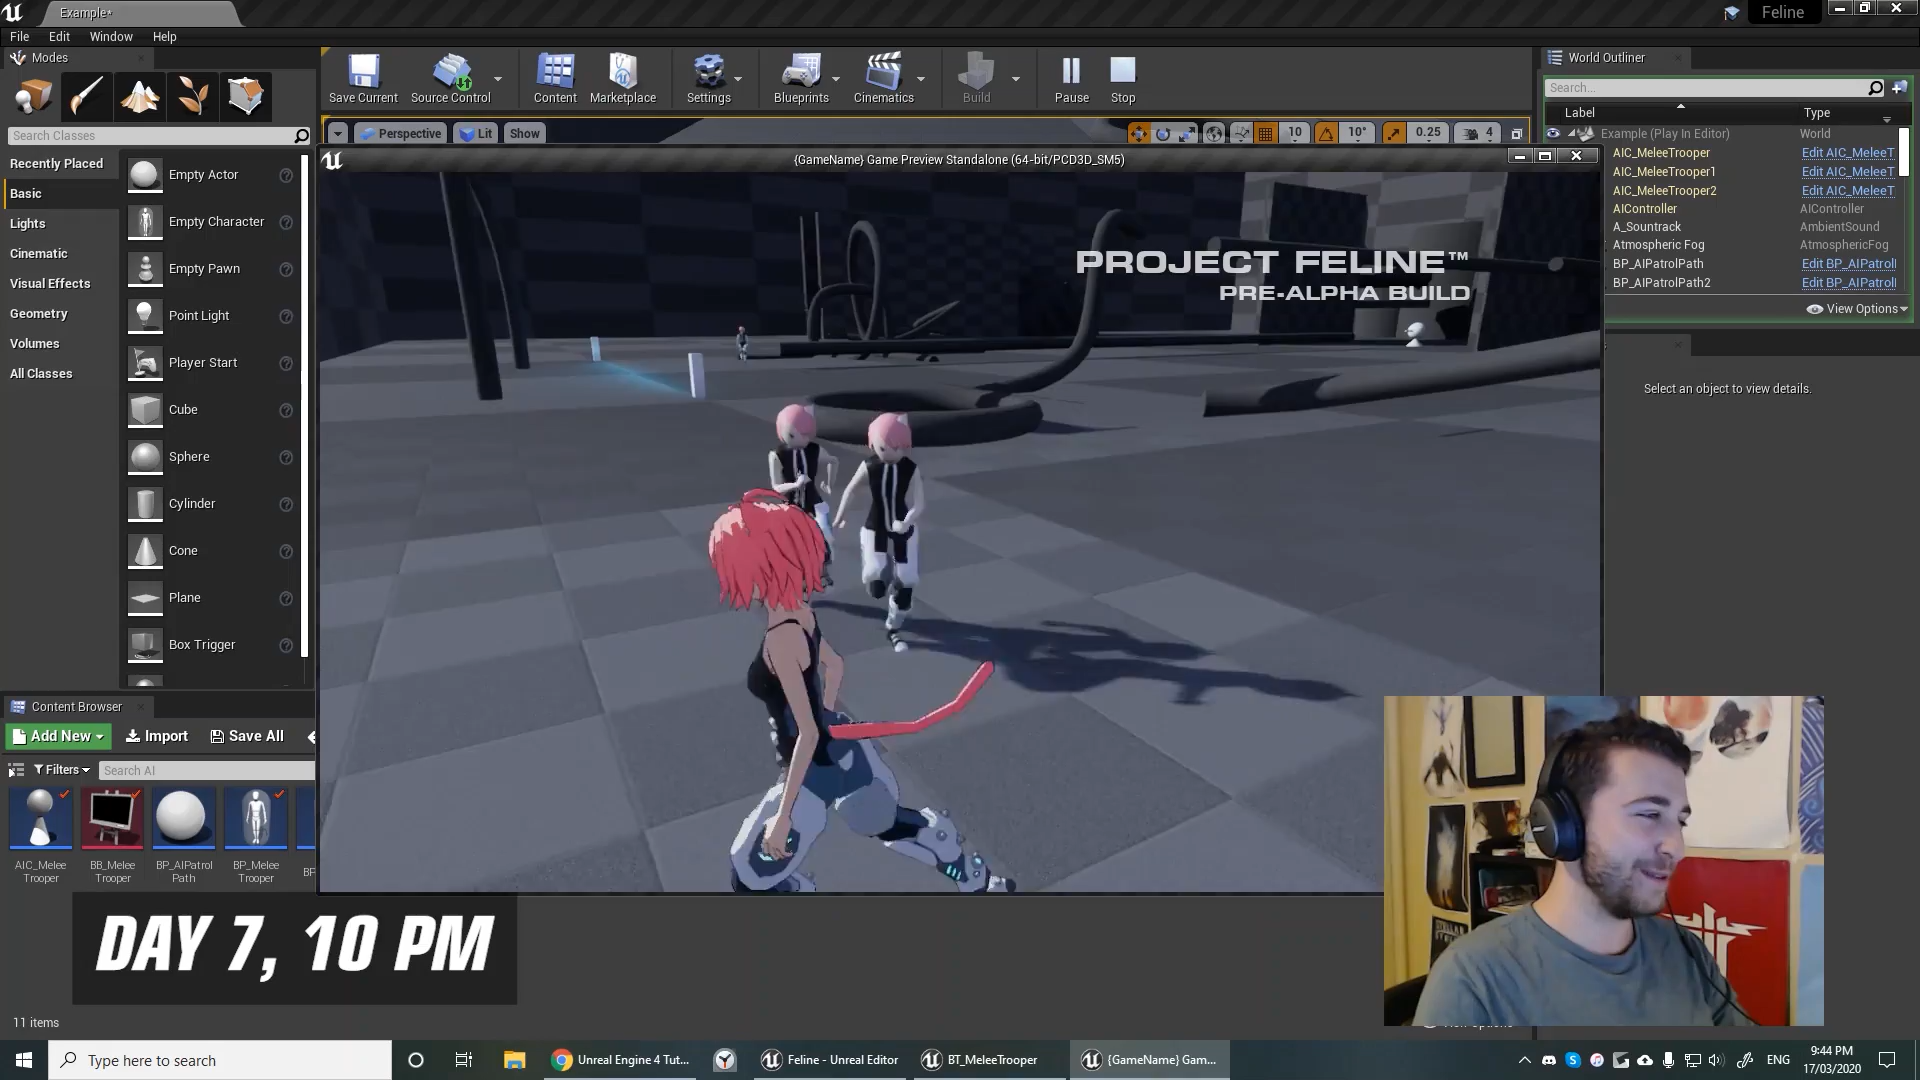 Example*
Feline
File Edit Window Help
Modes
Search Classes
Recently Placed
Basic
Lights
Cinematic
Visual Effects
Geometry
Volumes
All Classes
Empty Actor
Empty Character
Empty Pawn
Point Light
Player Start
Cube
Sphere
Cylinder
Cone
Plane
Box Trigger
Save Current Source Control Content Marketplace Settings Blueprints Cinematics Build Pause Stop
Perspective Lit Show 10 10° 0.25 4
{GameName} Game Preview Standalone (64-bit/PCD3D_SM5)
PROJECT FELINE™
PRE-ALPHA BUILD
World Outliner
Search...
Label Type
Example (Play In Editor) World
AIC_MeleeTrooper Edit AIC_MeleeT
AIC_MeleeTrooper1 Edit AIC_MeleeT
AIC_MeleeTrooper2 Edit AIC_MeleeT
AIController AIController
A_Sountrack AmbientSound
Atmospheric Fog AtmosphericFog
BP_AIPatrolPath Edit BP_AIPatrol
BP_AIPatrolPath2 Edit BP_AIPatrol
View Options
Select an object to view details.
Content Browser
Add New Import Save All
Filters Search AI
AIC_Melee
Trooper
BB_Melee
Trooper
BP_AIPatrol
Path
BP_Melee
Trooper
BP
DAY 7, 10 PM
11 items
Type here to search
Unreal Engine 4 Tut...
Feline - Unreal Editor
BT_MeleeTrooper
{GameName} Gam...
ENG
9:44 PM
17/03/2020